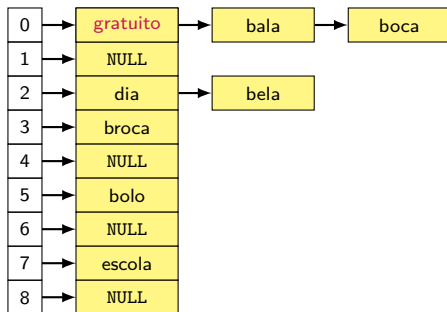 0 gratuito bala boca
1 NULL
2 dia bela
3 broca
4 NULL
5 bolo
6 NULL
7 escola
8 NULL